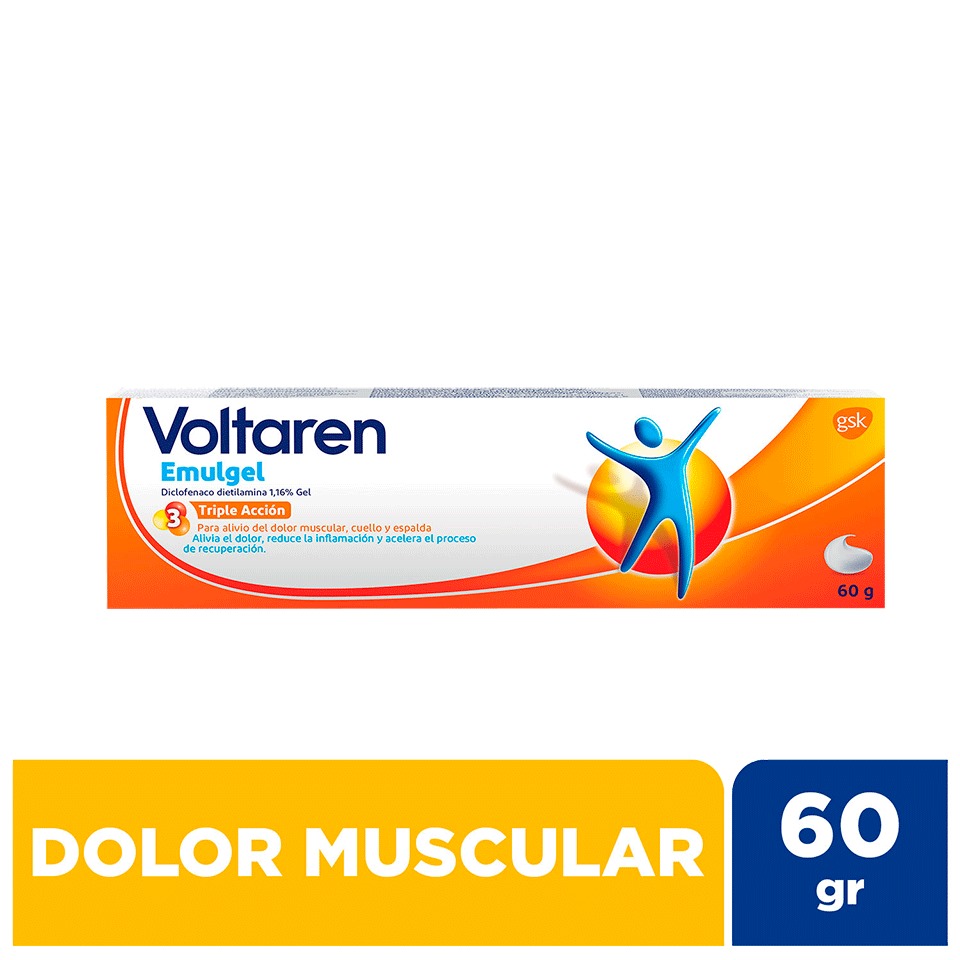 Voltaren
Emulgel
Diclofenaco dietilamina 1,16% Gel
3 Triple Acción
Para alivio del dolor muscular, cuello y espalda
Alivia el dolor, reduce la inflamación y acelera el proceso
de recuperación.
gsk
60 g
DOLOR MUSCULAR
60
gr